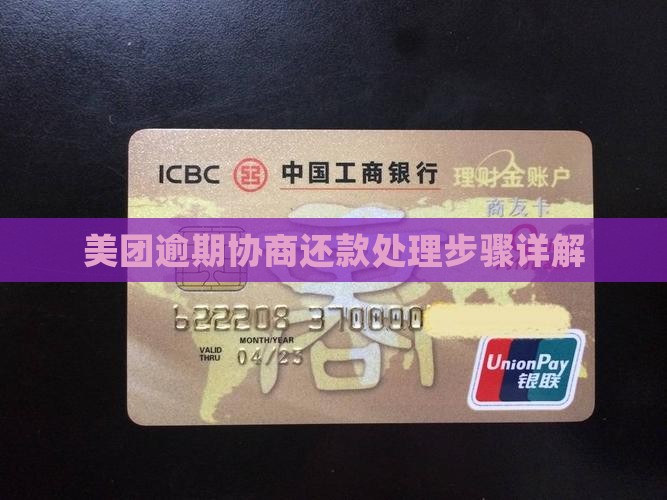 ICBC 中国工商银行 理财金账户
商友卡
美团逾期协商还款处理步骤详解
622208 370000
MONTH/YEAR
VALID THRU 04/23
UnionPay
银联